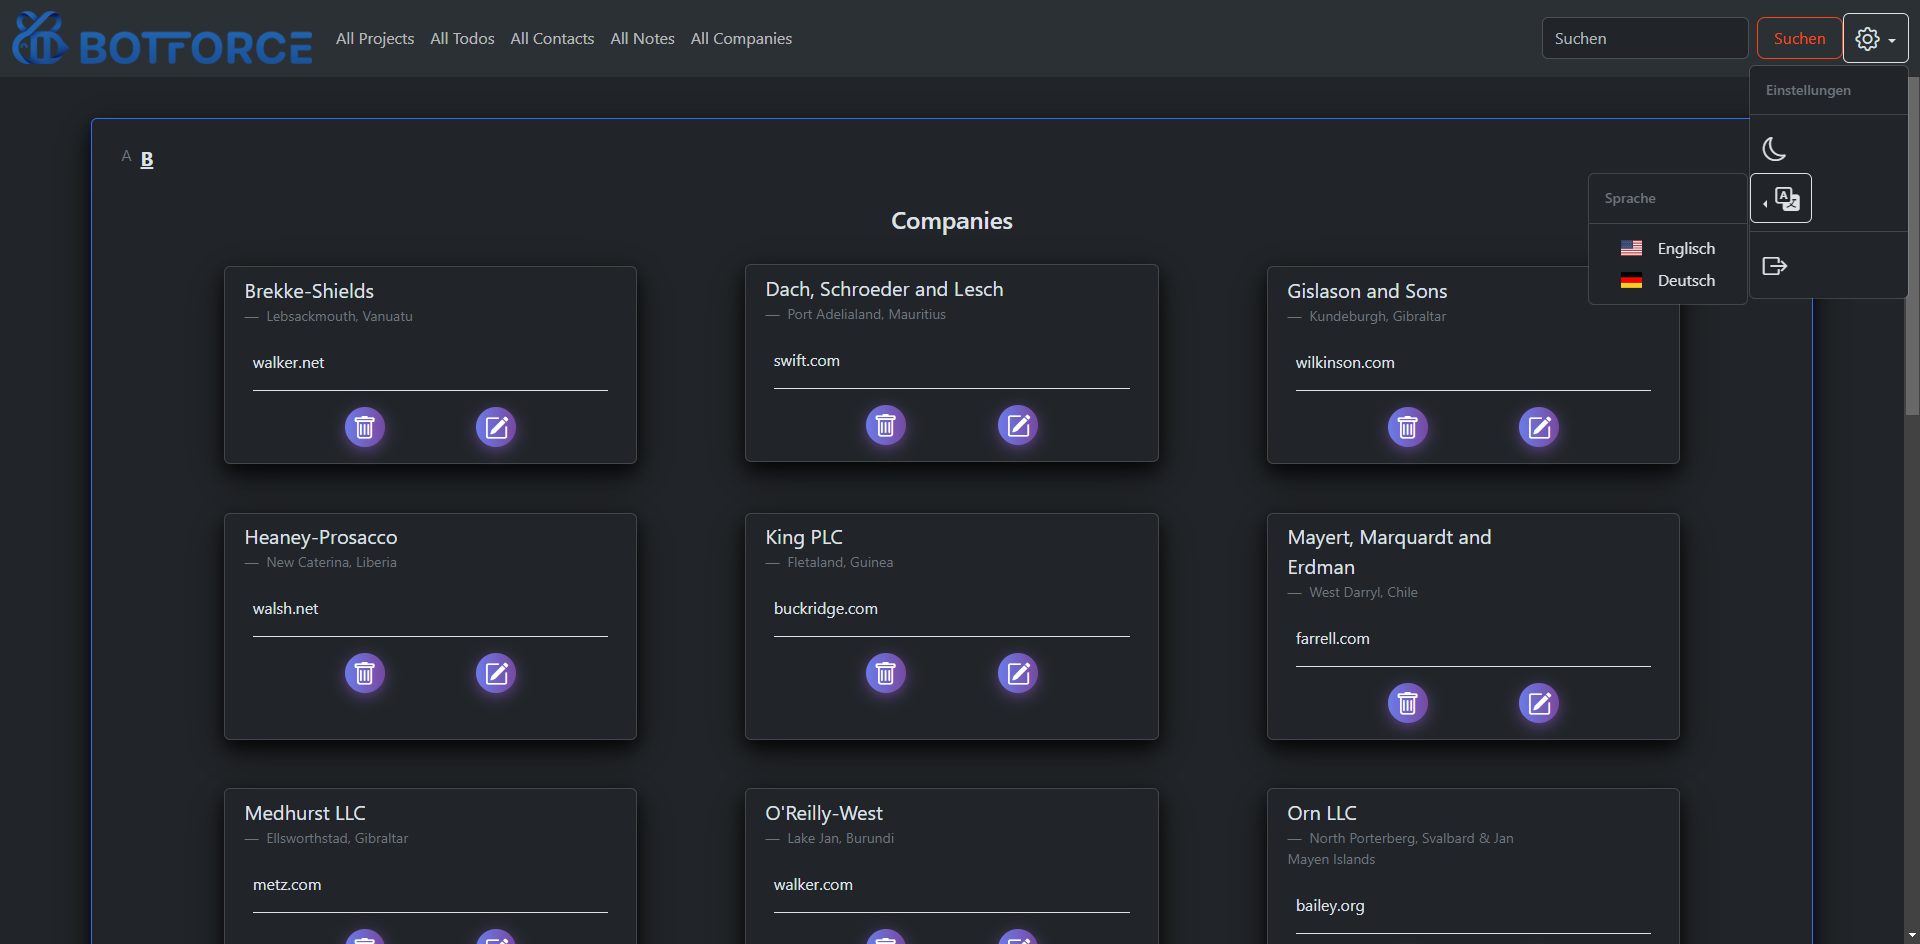 BOTFORCE
All Projects All Todos All Contacts All Notes All Companies
Suchen
Suchen
Einstellungen
A B
Sprache
Englisch
Deutsch
Companies
Brekke-Shields
— Lebsackmouth, Vanuatu
walker.net
Dach, Schroeder and Lesch
— Port Adelialand, Mauritius
swift.com
Gislason and Sons
— Kundeburgh, Gibraltar
wilkinson.com
Heaney-Prosacco
— New Caterina, Liberia
walsh.net
King PLC
— Fletaland, Guinea
buckridge.com
Mayert, Marquardt and
Erdman
— West Darryl, Chile
farrell.com
Medhurst LLC
— Ellsworthstad, Gibraltar
metz.com
O'Reilly-West
— Lake Jan, Burundi
walker.com
Orn LLC
— North Porterberg, Svalbard & Jan
Mayen Islands
bailey.org